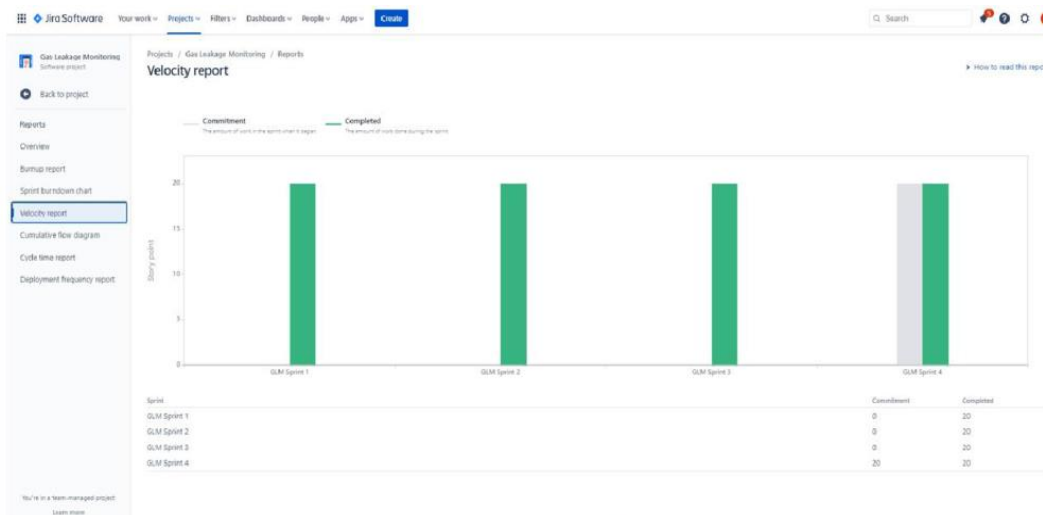 Jira Software Your work Projects Filters Dashboards People Apps Create Search
Gas Leakage Monitoring
Software project
Back to project
Reports
Overview
Burnup report
Sprint burndown chart
Velocity report
Cumulative flow diagram
Cycle time report
Deployment frequency report
You're in a team-managed project
Learn more
Projects / Gas Leakage Monitoring / Reports
Velocity report
How to read this repo
Commitment
The amount of work in the sprint when it began
Completed
The amount of work done during the sprint
Story point
20
15
10
5
0
GLM Sprint 1 GLM Sprint 2 GLM Sprint 3 GLM Sprint 4
Sprint Commitment Completed
GLM Sprint 1 0 20
GLM Sprint 2 0 20
GLM Sprint 3 0 20
GLM Sprint 4 20 20